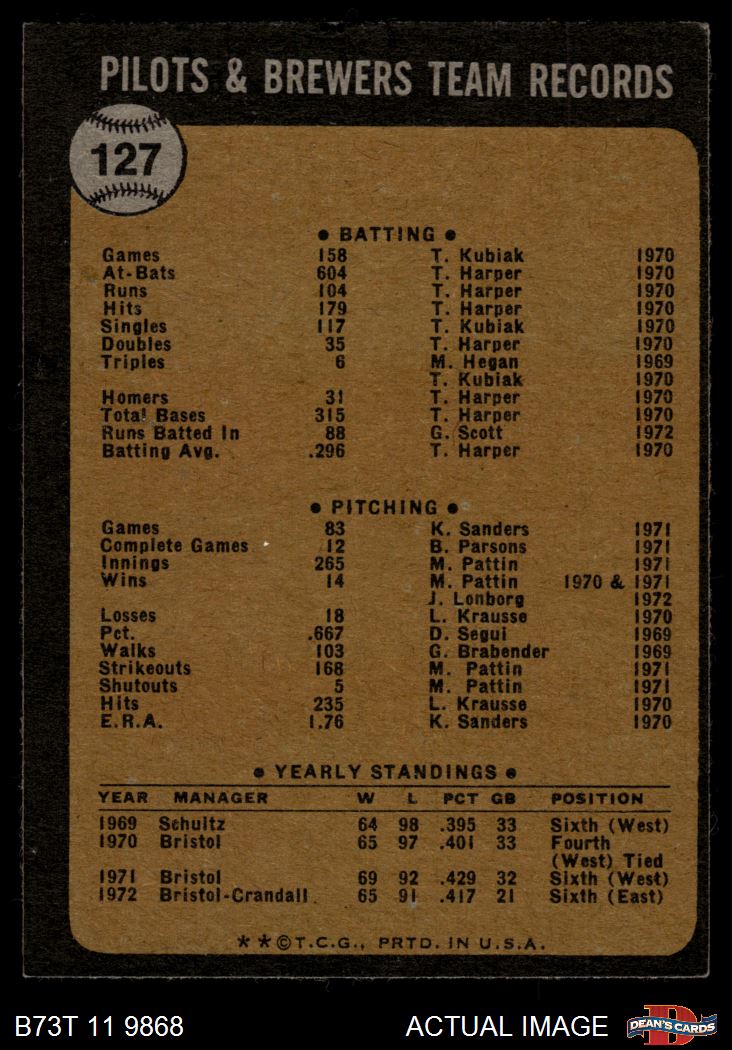 PILOTS & BREWERS TEAM RECORDS
127
• BATTING •
Games 158 T. Kubiak 1970
At-Bats 604 T. Harper 1970
Runs 104 T. Harper 1970
Hits 179 T. Harper 1970
Singles 117 T. Kubiak 1970
Doubles 35 T. Harper 1970
Triples 6 M. Hegan 1969
T. Kubiak 1970
Homers 31 T. Harper 1970
Total Bases 315 T. Harper 1970
Runs Batted In 88 G. Scott 1972
Batting Avg. .296 T. Harper 1970
• PITCHING •
Games 83 K. Sanders 1971
Complete Games 12 B. Parsons 1971
Innings 265 M. Pattin 1971
Wins 14 M. Pattin 1970 & 1971
J. Lonborg 1972
Losses 18 L. Krausse 1970
Pct. .667 D. Segui 1969
Walks 103 G. Brabender 1969
Strikeouts 168 M. Pattin 1971
Shutouts 5 M. Pattin 1971
Hits 235 L. Krausse 1970
E.R.A. 1.76 K. Sanders 1970
• YEARLY STANDINGS •
YEAR MANAGER W L PCT GB POSITION
1969 Schultz 64 98 .395 33 Sixth (West)
1970 Bristol 65 97 .401 33 Fourth
(West) Tied
1971 Bristol 69 92 .429 32 Sixth (West)
1972 Bristol-Crandall 65 91 .417 21 Sixth (East)
**©T.C.G., PRTD. IN U.S.A.
B73T 11 9868 ACTUAL IMAGE D DEAN'S CARDS